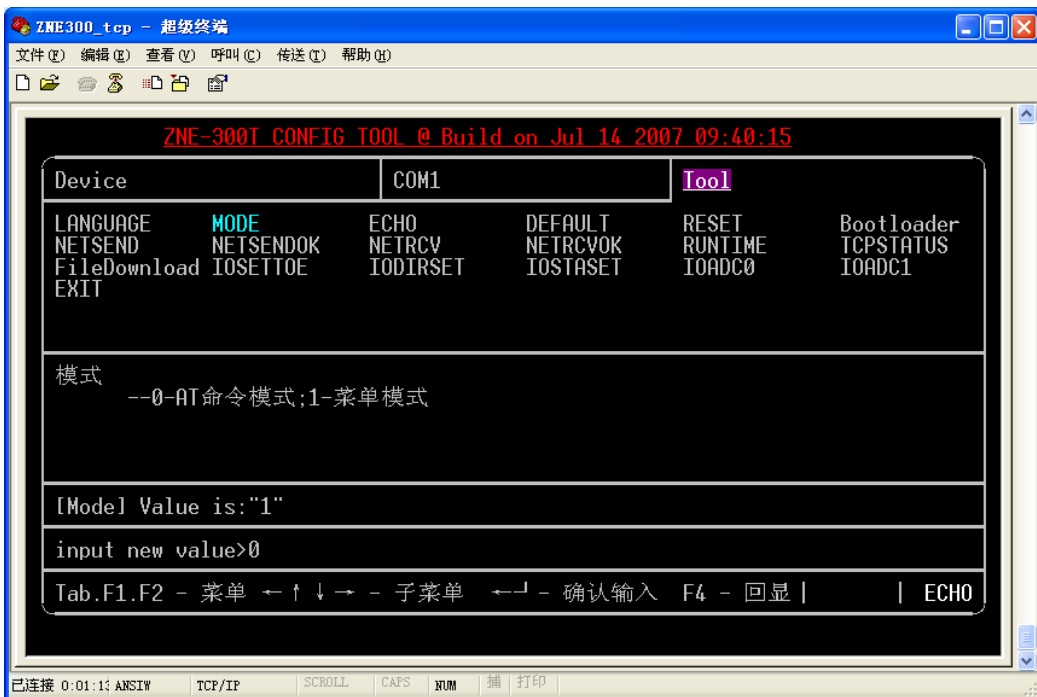 ZNE300_tcp - 超级终端
文件(F) 编辑(E) 查看(V) 呼叫(C) 传送(T) 帮助(H)
ZNE-300T CONFIG TOOL @ Build on Jul 14 2007 09:40:15
Device COM1 Tool
LANGUAGE MODE ECHO DEFAULT RESET Bootloader
NETSEND NETSENDOK NETRCV NETRCVOK RUNTIME TCPSTATUS
FileDownload IOSETTOE IODIRSET IOSTASET IOADC0 IOADC1
EXIT
模式
--0-AT命令模式;1-菜单模式
[Mode] Value is:"1"
input new value>0
Tab.F1.F2 - 菜单 ←↑↓→ - 子菜单 ←┘- 确认输入 F4 - 回显| | ECHO
已连接 0:01:13 ANSIW TCP/IP SCROLL CAPS NUM 捕 打印